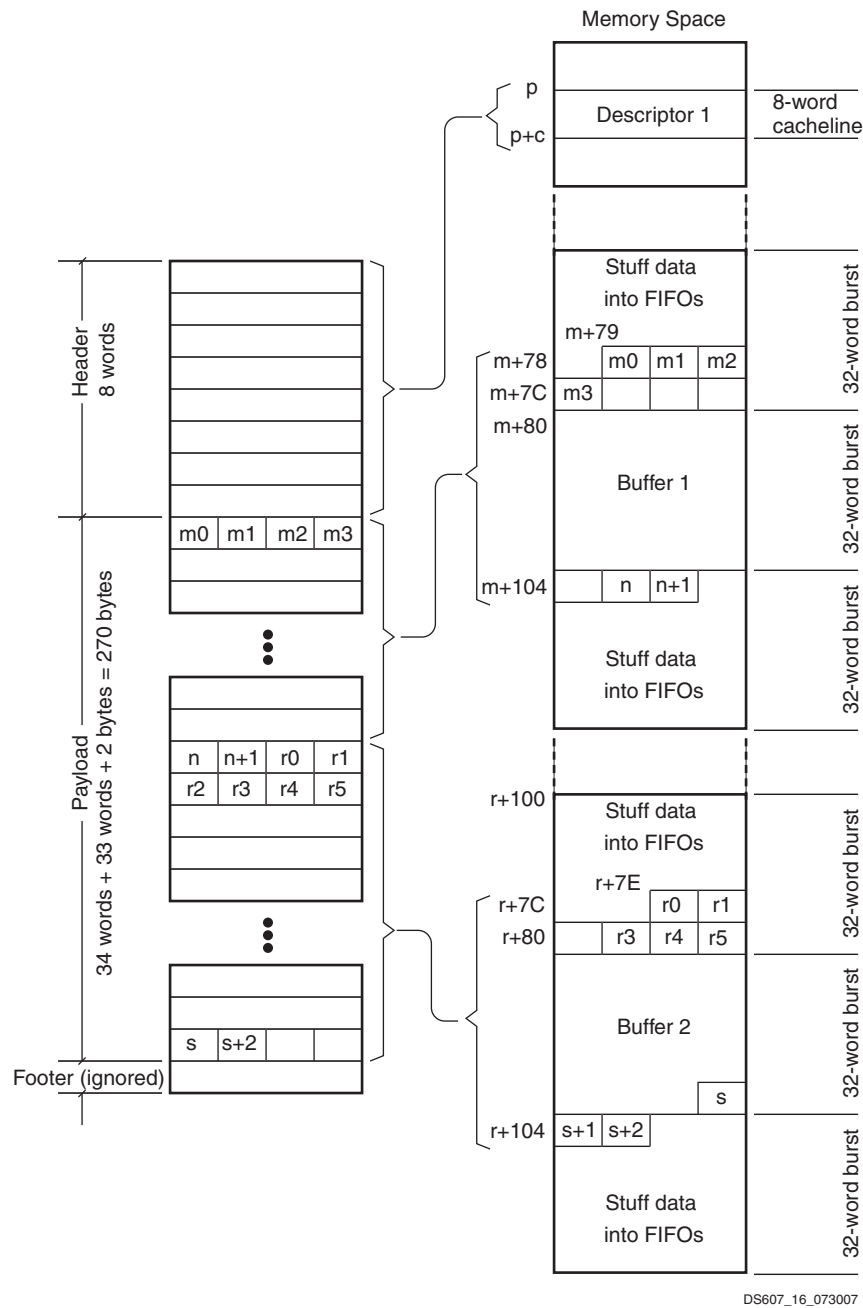 Memory Space
p
Descriptor 1
p+c
8-word
cacheline
Header
8 words
Stuff data
into FIFOs
m+79
m+78
m0 m1 m2
m+7C
m3
m+80
Buffer 1
m+104
n n+1
Stuff data
into FIFOs
32-word burst
32-word burst
32-word burst
Payload
34 words + 33 words + 2 bytes = 270 bytes
m0 m1 m2 m3
n n+1 r0 r1
r2 r3 r4 r5
s s+2
Footer (ignored)
r+100
Stuff data
into FIFOs
r+7E
r+7C
r0 r1
r+80
r3 r4 r5
Buffer 2
s
r+104
s+1 s+2
Stuff data
into FIFOs
32-word burst
32-word burst
32-word burst
DS607_16_073007